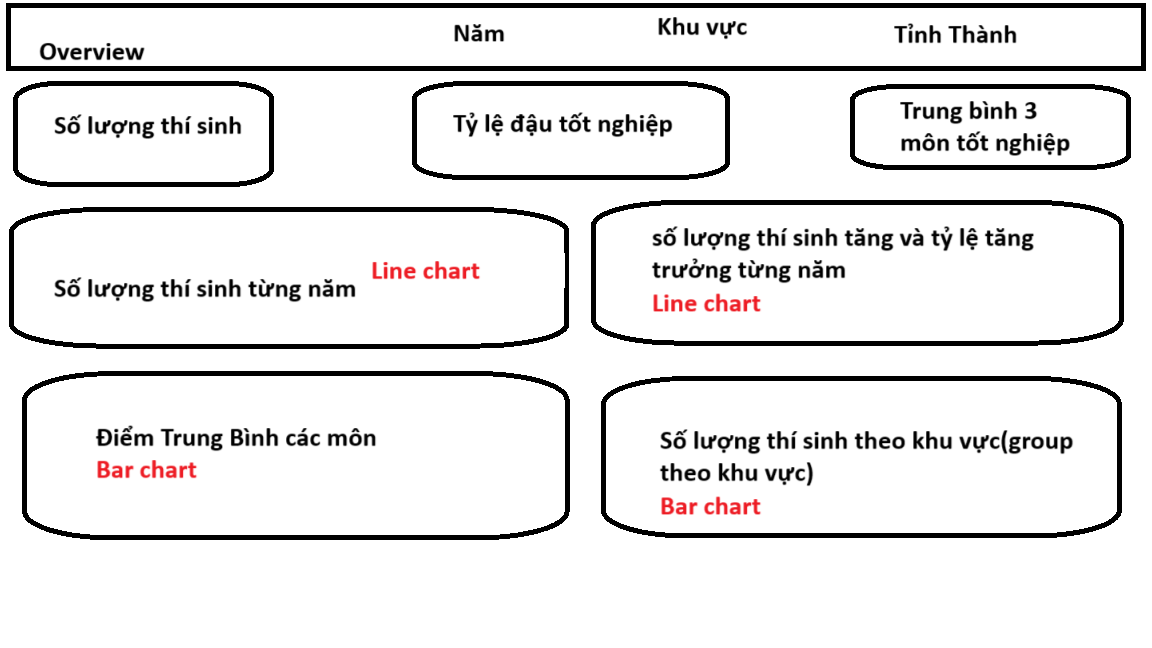 Overview
Năm
Khu vực
Tỉnh Thành
Số lượng thí sinh
Tỷ lệ đậu tốt nghiệp
Trung bình 3
môn tốt nghiệp
Số lượng thí sinh từng năm
Line chart
số lượng thí sinh tăng và tỷ lệ tăng
trưởng từng năm
Line chart
Điểm Trung Bình các môn
Bar chart
Số lượng thí sinh theo khu vực(group
theo khu vực)
Bar chart